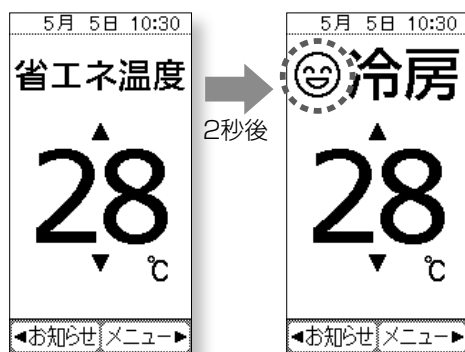 5月 5日 10:30
省エネ温度
▲
28
▼
℃
◀お知らせ メニュー▶
2秒後
5月 5日 10:30
冷房
▲
28
▼
℃
◀お知らせ メニュー▶